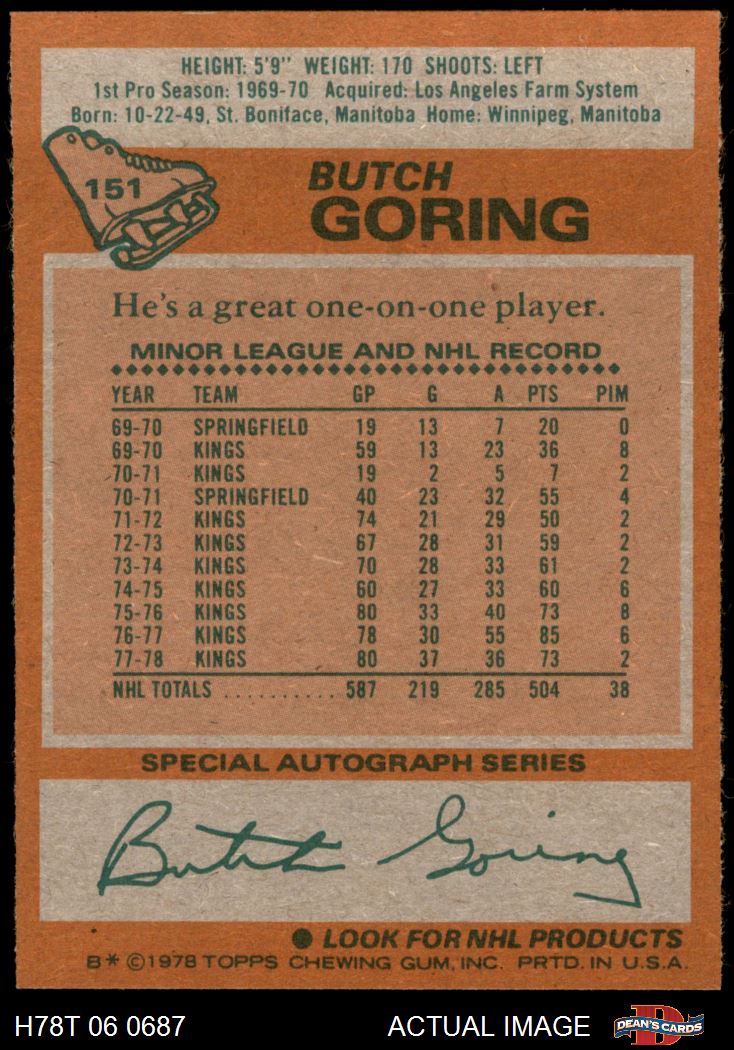 HEIGHT: 5'9" WEIGHT: 170 SHOOTS: LEFT
1st Pro Season: 1969-70 Acquired: Los Angeles Farm System
Born: 10-22-49, St. Boniface, Manitoba Home: Winnipeg, Manitoba
151
BUTCH
GORING
He's a great one-on-one player.
MINOR LEAGUE AND NHL RECORD
YEAR TEAM GP G A PTS PIM
69-70 SPRINGFIELD 19 13 7 20 0
69-70 KINGS 59 13 23 36 8
70-71 KINGS 19 2 5 7 2
70-71 SPRINGFIELD 40 23 32 55 4
71-72 KINGS 74 21 29 50 2
72-73 KINGS 67 28 31 59 2
73-74 KINGS 70 28 33 61 2
74-75 KINGS 60 27 33 60 6
75-76 KINGS 80 33 40 73 8
76-77 KINGS 78 30 55 85 6
77-78 KINGS 80 37 36 73 2
NHL TOTALS .......... 587 219 285 504 38
SPECIAL AUTOGRAPH SERIES
Butch Goring
● LOOK FOR NHL PRODUCTS
B* ©1978 TOPPS CHEWING GUM, INC. PRTD. IN U.S.A.
H78T 06 0687 ACTUAL IMAGE D DEAN'S CARDS